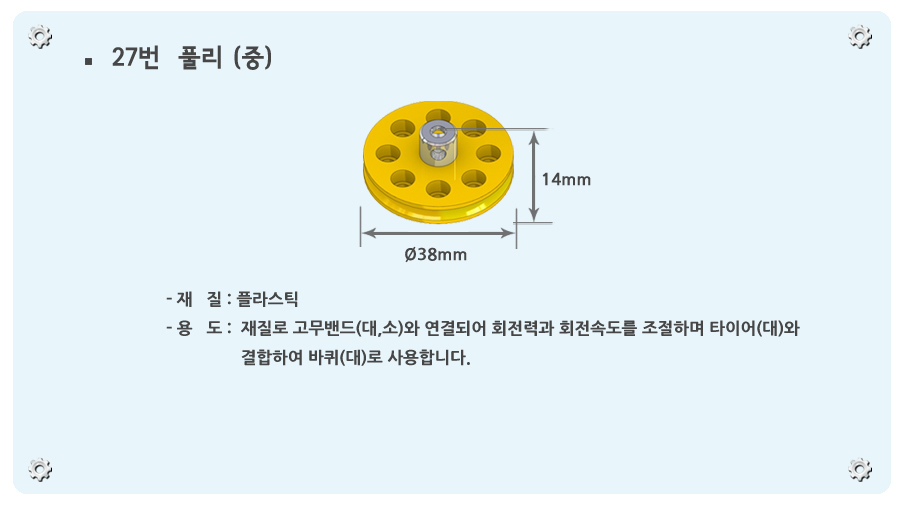 ▪ 27번 풀리 (중)
14mm
Ø38mm
- 재 질 : 플라스틱
- 용 도 : 재질로 고무밴드(대,소)와 연결되어 회전력과 회전속도를 조절하며 타이어(대)와
결합하여 바퀴(대)로 사용합니다.